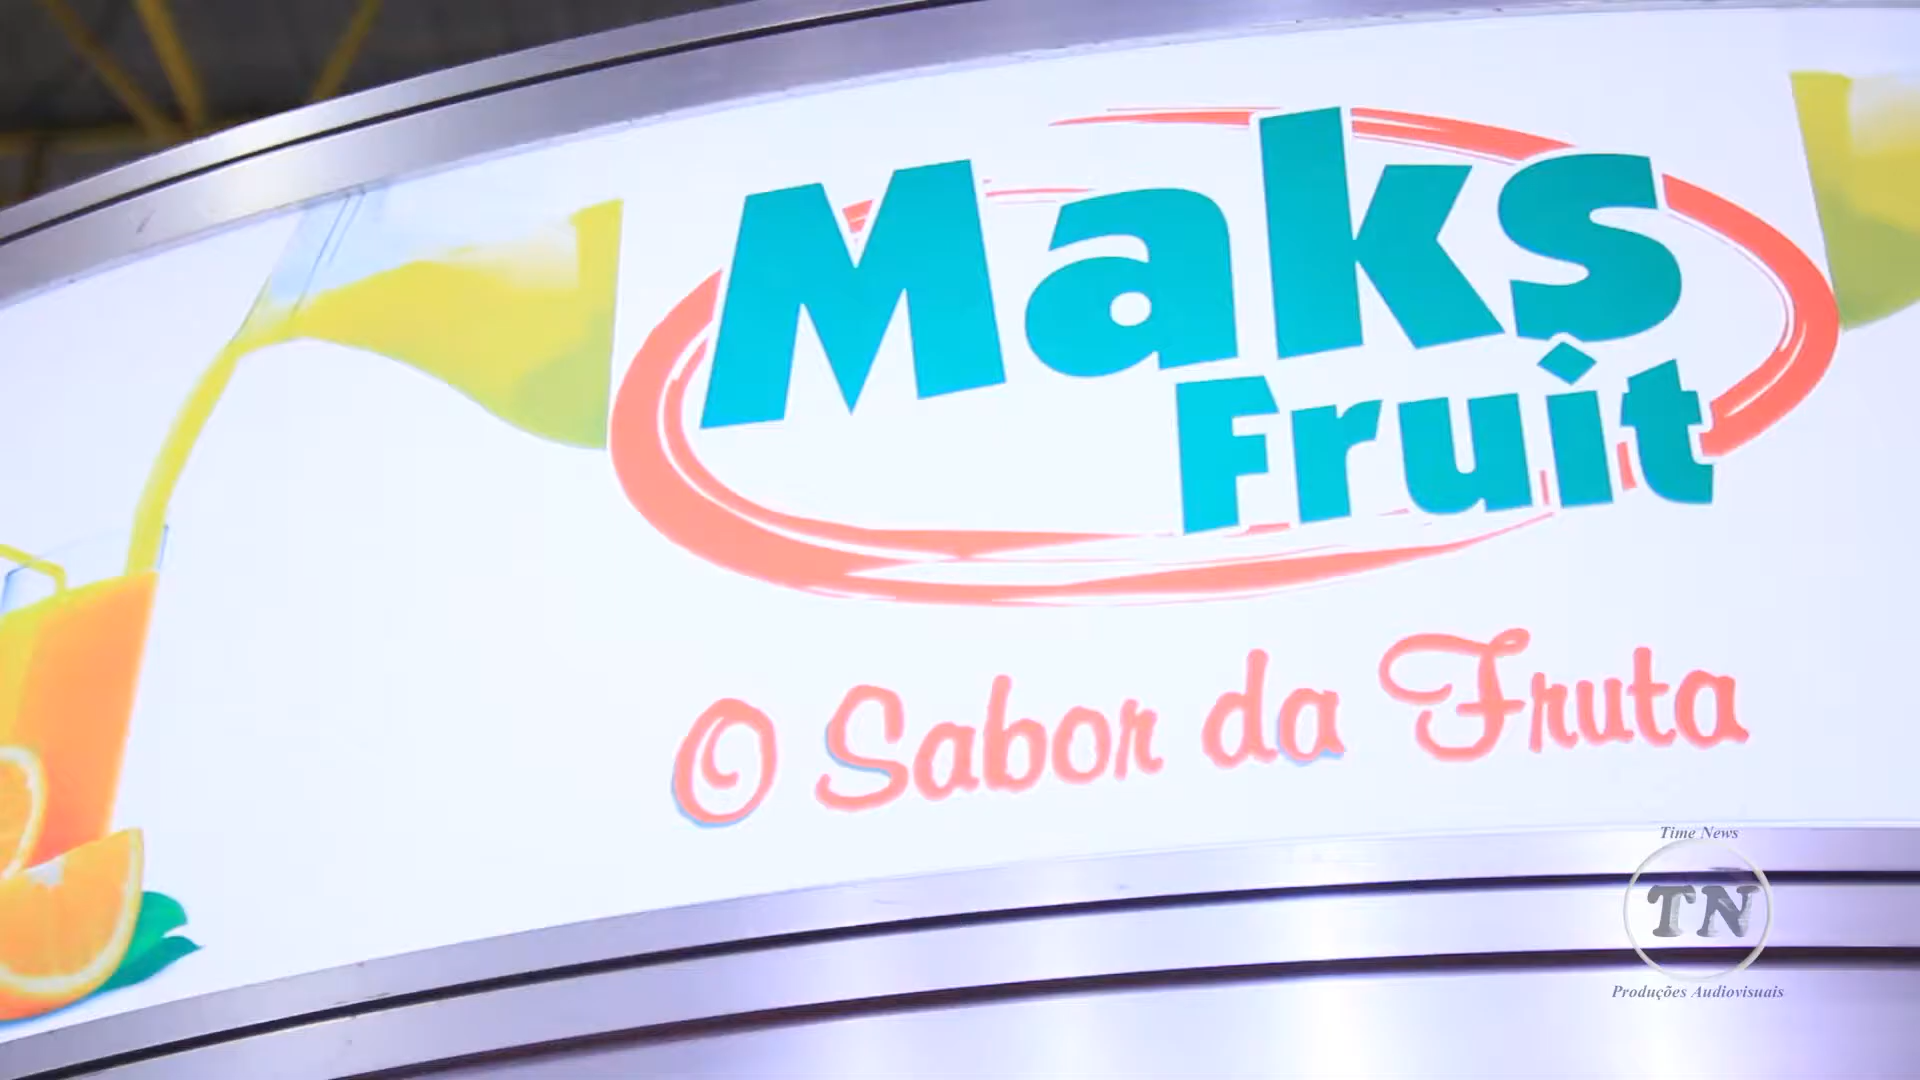 Maks
Fruit
O Sabor da Fruta
Time News
TN
Produções Audiovisuais